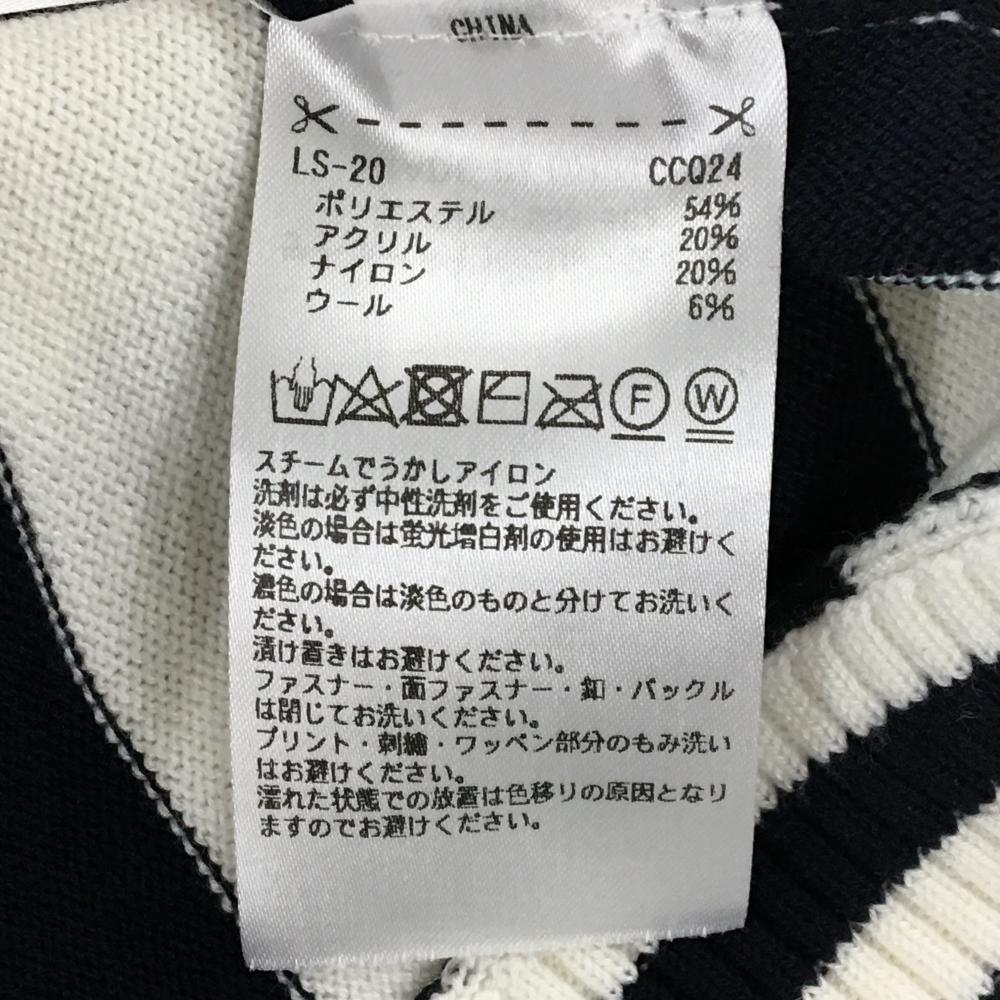 CHINA
LS-20 CCQ24
ポリエステル 54%
アクリル 20%
ナイロン 20%
ウール 6%
F W
スチームでうかしアイロン
洗剤は必ず中性洗剤をご使用ください。
淡色の場合は蛍光増白剤の使用はお避けく
ださい。
濃色の場合は淡色のものと分けてお洗いく
ださい。
漬け置きはお避けください。
ファスナー・面ファスナー・釦・バックル
は閉じてお洗いください。
プリント・刺繍・ワッペン部分のもみ洗い
はお避けください。
濡れた状態での放置は色移りの原因となり
ますのでお避けください。